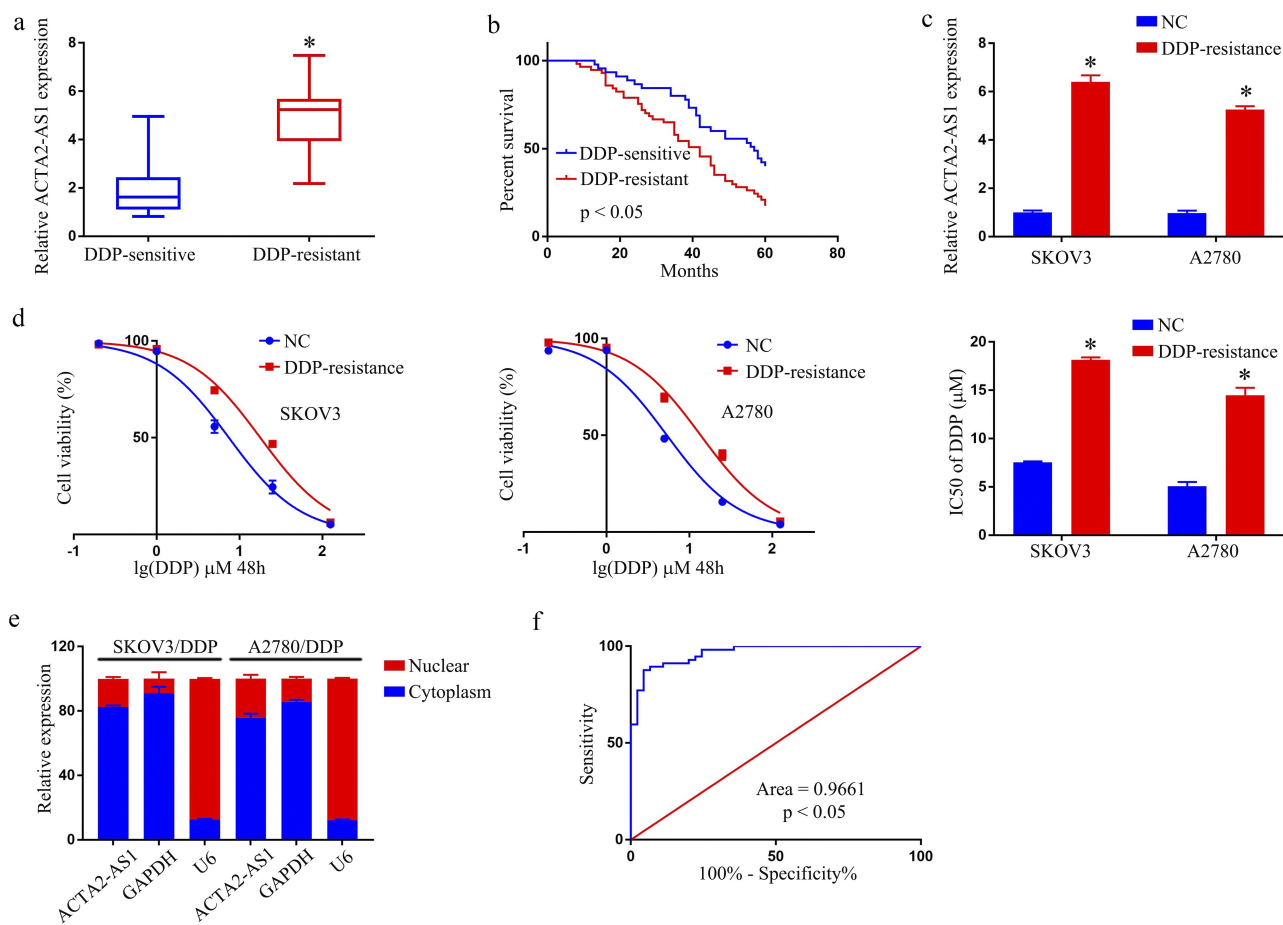 a
Relative ACTA2-AS1 expression
8
6
4
2
0
*
DDP-sensitive
DDP-resistant
b
Percent survival
100
50
0
DDP-sensitive
DDP-resistant
p < 0.05
0
20
40
60
80
Months
c
Relative ACTA2-AS1 expression
NC
DDP-resistance
8
6
4
2
0
*
*
SKOV3
A2780
d
Cell viability (%)
100
50
NC
DDP-resistance
SKOV3
-1
0
1
2
lg(DDP) μM 48h
Cell viability (%)
100
50
NC
DDP-resistance
A2780
-1
0
1
2
lg(DDP) μM 48h
NC
DDP-resistance
IC50 of DDP (μM)
20
15
10
5
0
*
*
SKOV3
A2780
e
Relative expression
120
80
40
0
SKOV3/DDP
A2780/DDP
Nuclear
Cytoplasm
ACTA2-AS1
GAPDH
U6
ACTA2-AS1
GAPDH
U6
f
Sensitivity
100
50
0
Area = 0.9661
p < 0.05
0
50
100
100% - Specificity%